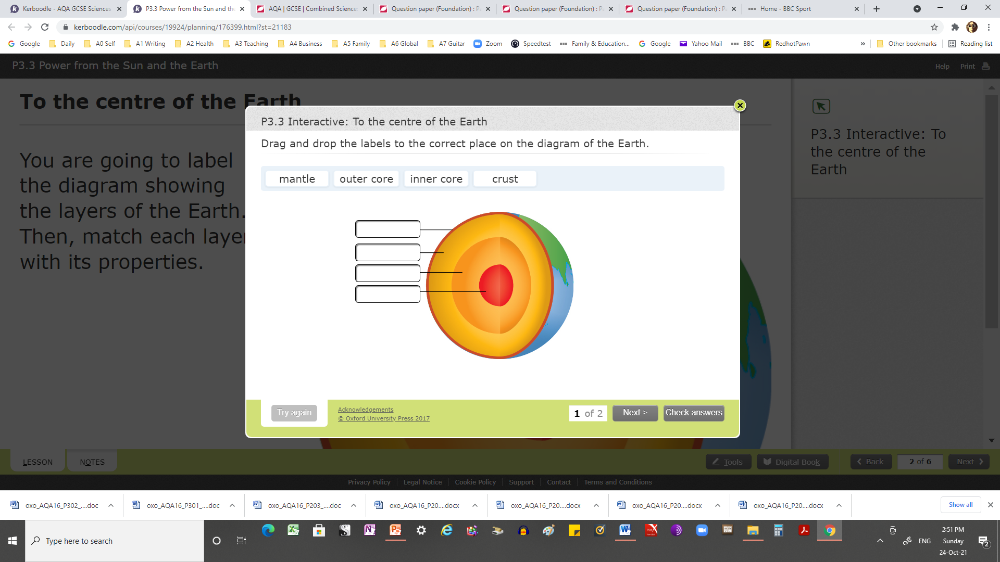 Kerboodle - AQA GCSE Sciences
P3.3 Power from the Sun and the
AQA | GCSE | Combined Science:
Question paper (Foundation) : P
Question paper (Foundation) : P
Question paper (Foundation) : P
Home - BBC Sport
kerboodle.com/api/courses/19924/planning/176399.html?st=21183
Google
Daily
A0 Self
A1 Writing
A2 Health
A3 Teaching
A4 Business
A5 Family
A6 Global
A7 Guitar
Zoom
Speedtest
Family & Education...
Google
Yahoo Mail
BBC
RedhotPawn
»
Other bookmarks
Reading list
P3.3 Power from the Sun and the Earth
Help
Print
To the centre of the Earth
You are going to label
the diagram showing
the layers of the Earth.
Then, match each layer
with its properties.
P3.3 Interactive: To
the centre of the
Earth
P3.3 Interactive: To the centre of the Earth
Drag and drop the labels to the correct place on the diagram of the Earth.
mantle
outer core
inner core
crust
Try again
Acknowledgements
© Oxford University Press 2017
1 of 2
Next >
Check answers
LESSON
NOTES
Tools
Digital Book
Back
2 of 6
Next
Privacy Policy
Legal Notice
Cookie Policy
Support
Contact
Terms and Conditions
oxo_AQA16_P302_....doc
oxo_AQA16_P301_....doc
oxo_AQA16_P203_....doc
oxo_AQA16_P20....docx
oxo_AQA16_P20....docx
oxo_AQA16_P20....docx
oxo_AQA16_P20....docx
Show all
Type here to search
ENG
2:51 PM
Sunday
24-Oct-21
2